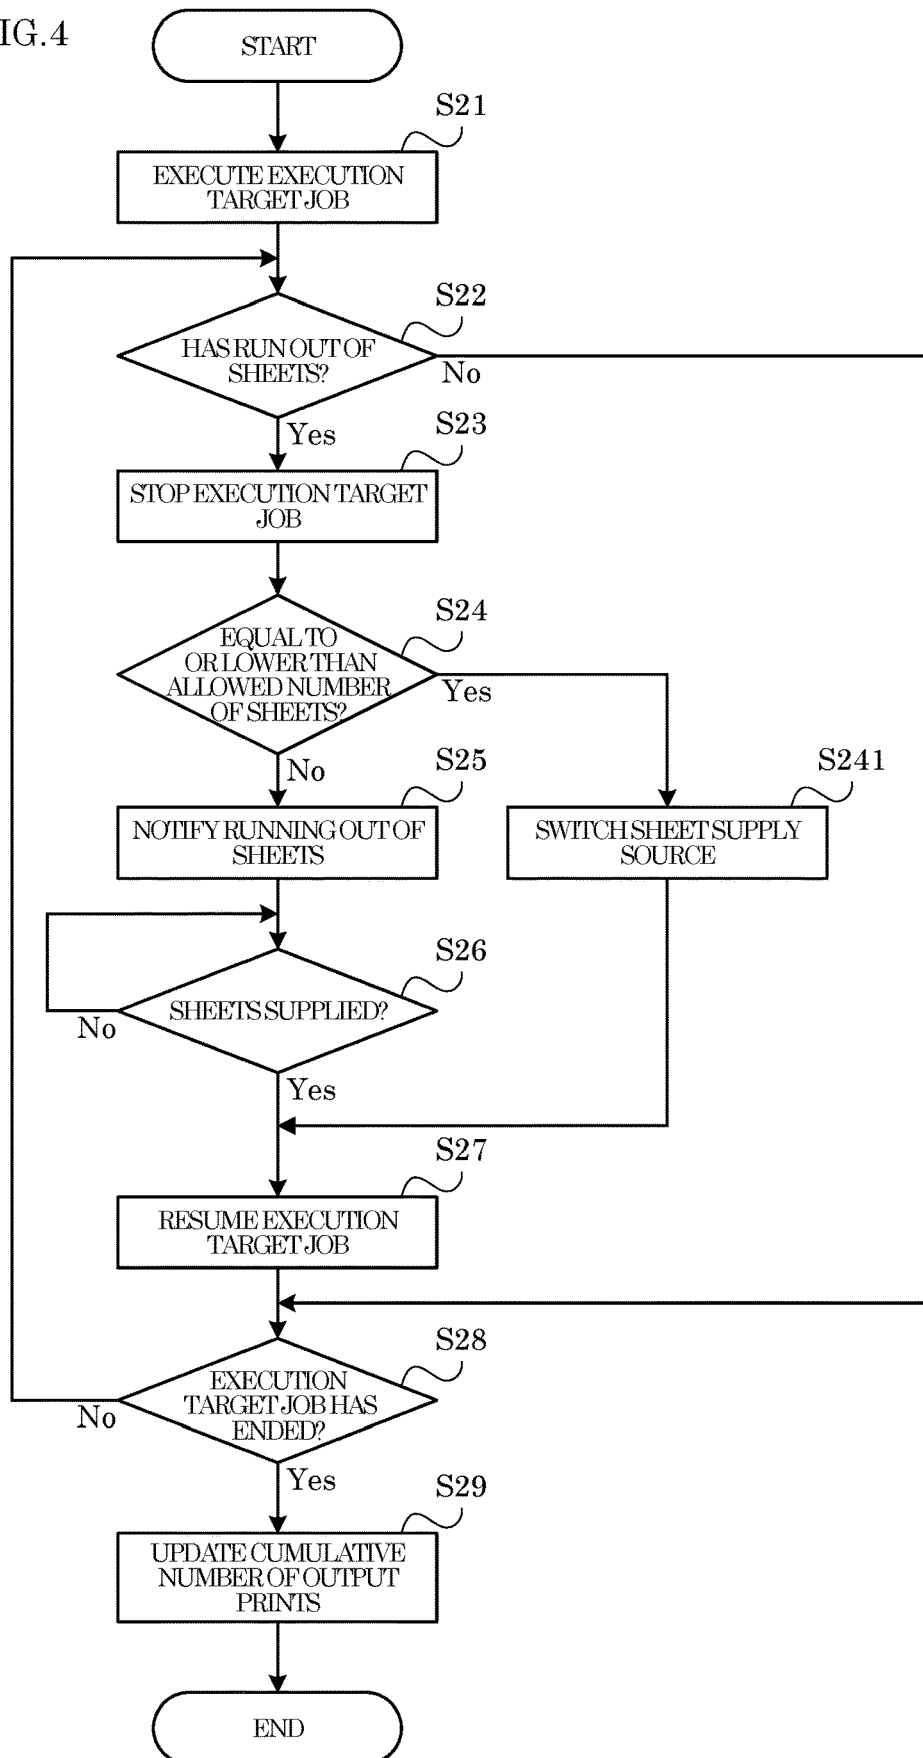 IG.4
START
S21
EXECUTE EXECUTION
TARGET JOB
S22
HAS RUN OUT OF
SHEETS?
No
Yes
S23
STOP EXECUTION TARGET
JOB
S24
EQUAL TO
OR LOWER THAN
ALLOWED NUMBER
OF SHEETS?
Yes
No
S25
NOTIFY RUNNING OUT OF
SHEETS
S241
SWITCH SHEET SUPPLY
SOURCE
S26
SHEETS SUPPLIED?
No
Yes
S27
RESUME EXECUTION
TARGET JOB
S28
EXECUTION
TARGET JOB HAS
ENDED?
No
Yes
S29
UPDATE CUMULATIVE
NUMBER OF OUTPUT
PRINTS
END